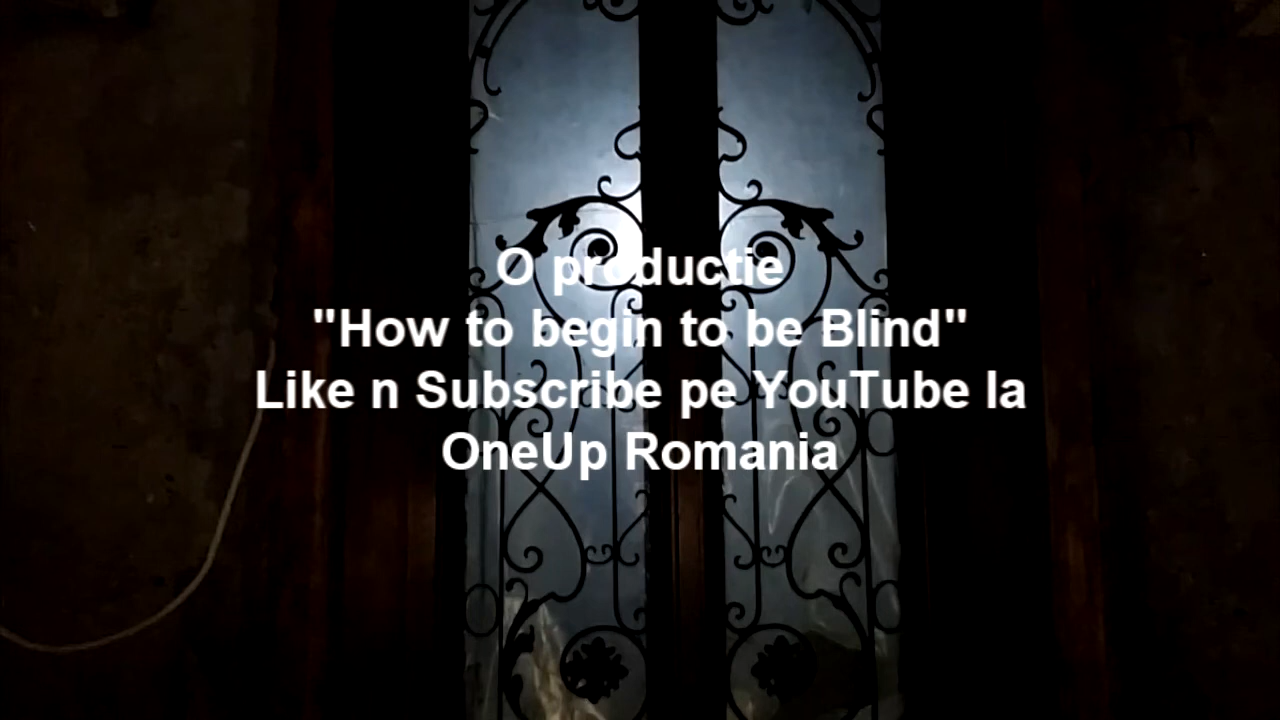 O productie
"How to begin to be Blind"
Like n Subscribe pe YouTube la
OneUp Romania